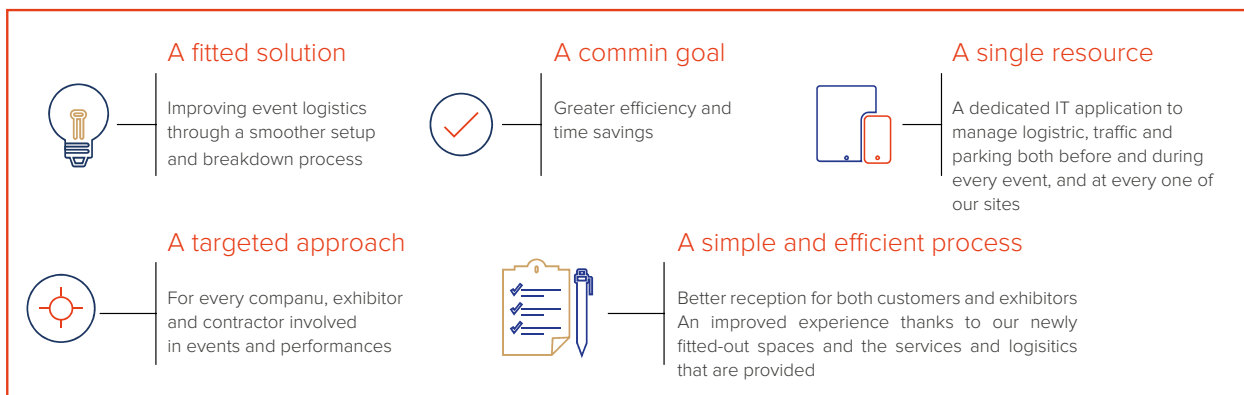 A fitted solution
Improving event logistics
through a smoother setup
and breakdown process
A commin goal
Greater efficiency and
time savings
A single resource
A dedicated IT application to
manage logistric, traffic and
parking both before and during
every event, and at every one of
our sites
A targeted approach
For every companu, exhibitor
and contractor involved
in events and performances
A simple and efficient process
Better reception for both customers and exhibitors
An improved experience thanks to our newly
fitted-out spaces and the services and logisitics
that are provided